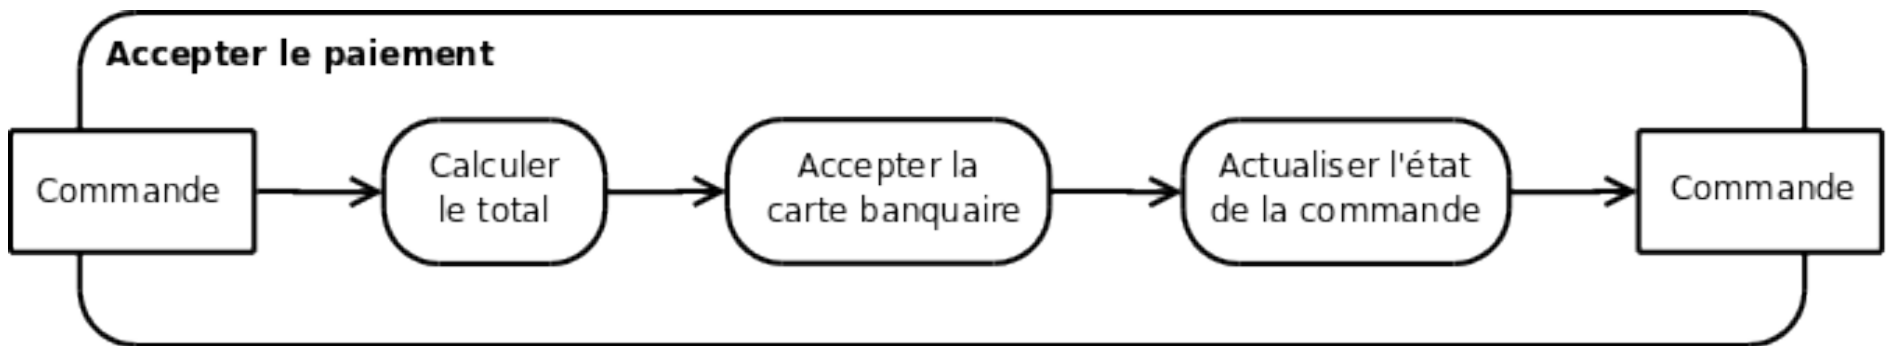 Accepter le paiement
Commande
Calculer
le total
Accepter la
carte banquaire
Actualiser l'état
de la commande
Commande